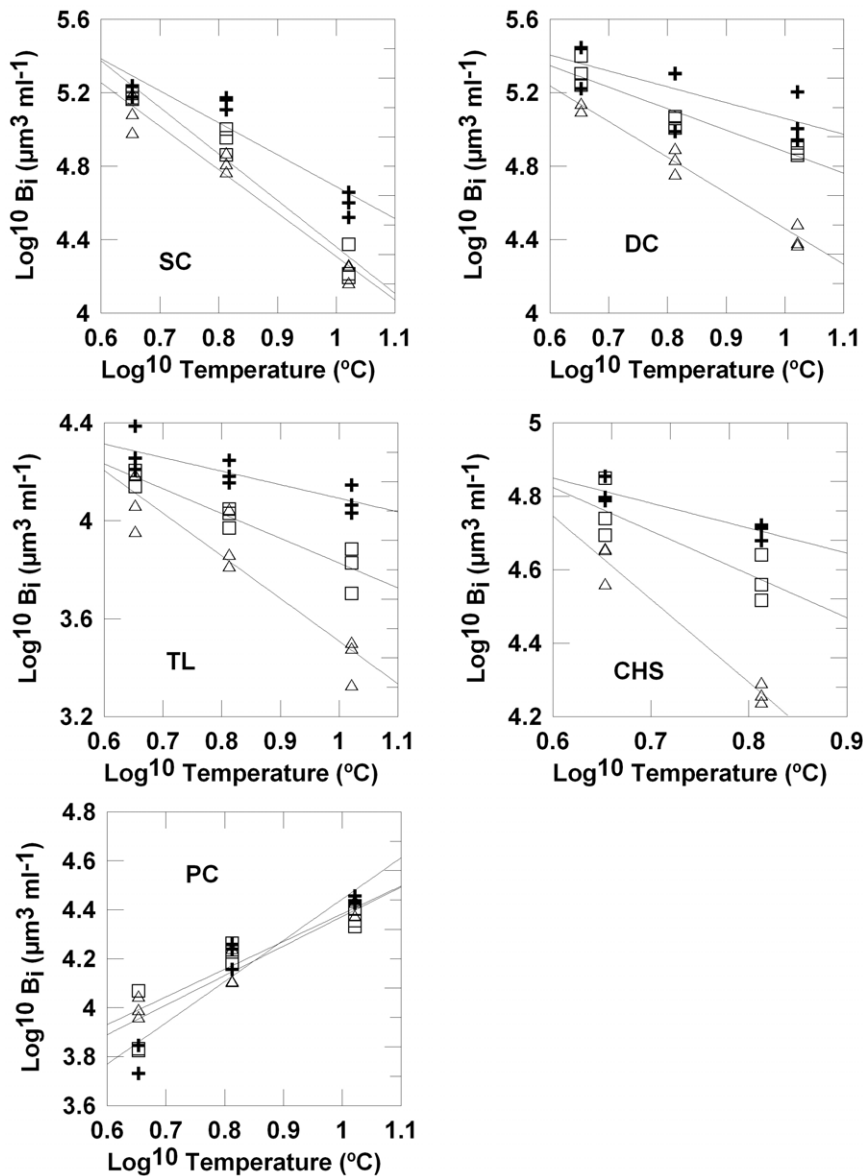 5.6
5.2
4.8
4.4
4
Log10 Bi (µm3 ml-1)
SC
0.6 0.7 0.8 0.9 1 1.1
Log10 Temperature (ºC)
5.6
5.2
4.8
4.4
4
Log10 Bi (µm3 ml-1)
DC
0.6 0.7 0.8 0.9 1 1.1
Log10 Temperature (ºC)
4.4
4
3.6
3.2
Log10 Bi (µm3 ml-1)
TL
0.6 0.7 0.8 0.9 1 1.1
Log10 Temperature (ºC)
5
4.8
4.6
4.4
4.2
Log10 Bi (µm3 ml-1)
CHS
0.6 0.7 0.8 0.9
Log10 Temperature (ºC)
4.8
4.6
4.4
4.2
4
3.8
3.6
Log10 Bi (µm3 ml-1)
PC
0.6 0.7 0.8 0.9 1 1.1
Log10 Temperature (ºC)